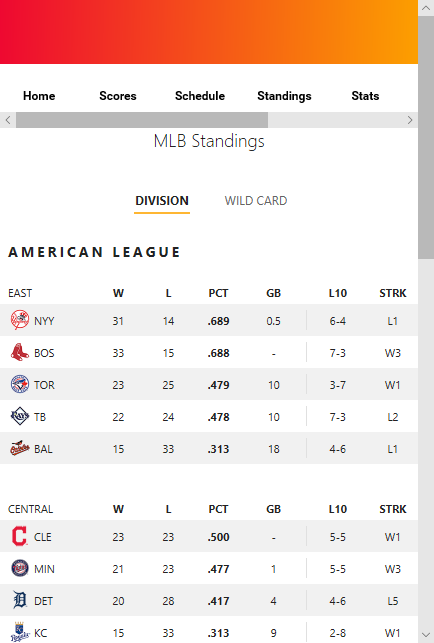 Home Scores Schedule Standings Stats
MLB Standings
DIVISION WILD CARD
AMERICAN LEAGUE
EAST W L PCT GB L10 STRK
NYY 31 14 .689 0.5 6-4 L1
BOS 33 15 .688 - 7-3 W3
TOR 23 25 .479 10 3-7 W1
TB 22 24 .478 10 7-3 L2
BAL 15 33 .313 18 4-6 L1
CENTRAL W L PCT GB L10 STRK
CLE 23 23 .500 - 5-5 W1
MIN 21 23 .477 1 5-5 W3
DET 20 28 .417 4 4-6 L5
KC 15 33 .313 9 2-8 W1